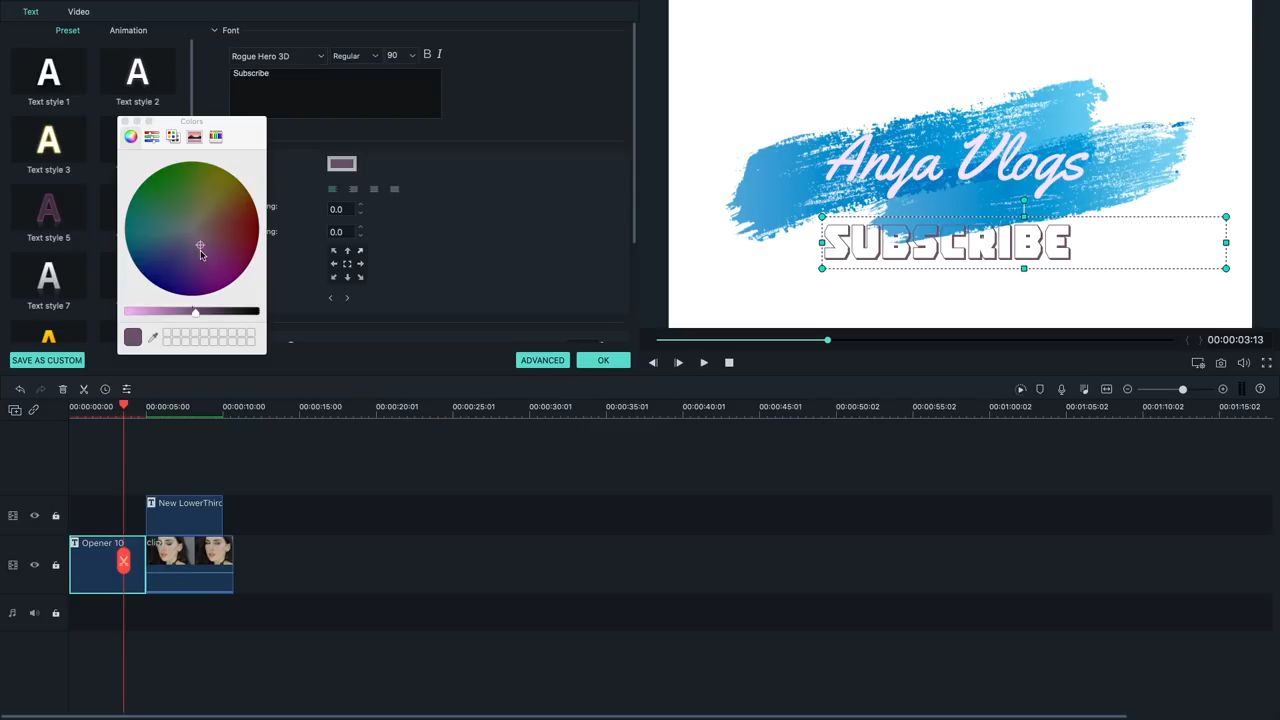 Text Video
Preset Animation Font
Rogue Hero 3D Regular 90 B I
Subscribe
A A
Text style 1 Text style 2
Colors
A
Text style 3
Anya Vlogs
A
Text style 5
ng: 0.0
ng: 0.0
SUBSCRIBE
A
Text style 7
SAVE AS CUSTOM ADVANCED OK
00:00:03:13
00:00:00:00 00:00:05:00 00:00:10:00 00:00:15:00 00:00:20:01 00:00:25:01 00:00:30:01 00:00:35:01 00:00:40:01 00:00:45:01 00:00:50:02 00:00:55:02 00:01:00:02 00:01:05:02 00:01:10:02 00:01:15:02
T New LowerThird
T Opener 10 clip